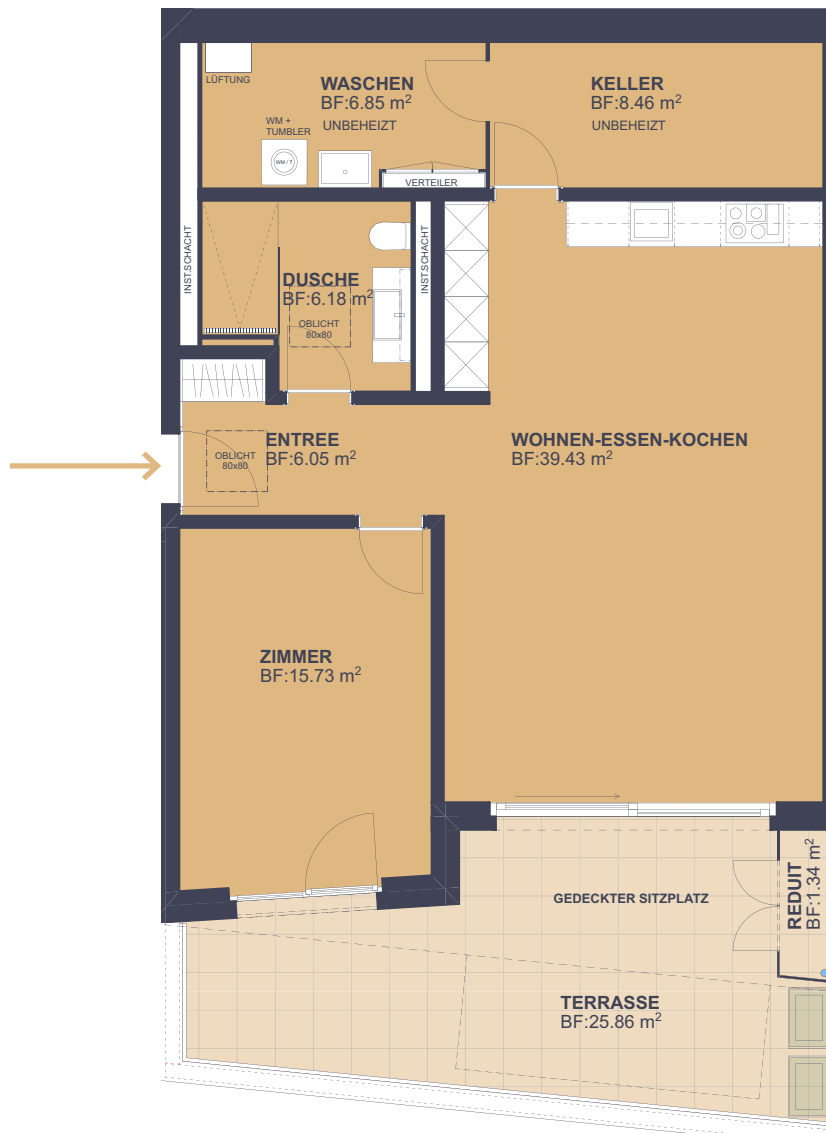 LÜFTUNG
WASCHEN
BF:6.85 m²
UNBEHEIZT
WM +
TUMBLER
WM / T
VERTEILER
KELLER
BF:8.46 m²
UNBEHEIZT
INST.SCHACHT
DUSCHE
BF:6.18 m²
OBLICHT
80x80
INST.SCHACHT
ENTREE
BF:6.05 m²
OBLICHT
80x80
WOHNEN-ESSEN-KOCHEN
BF:39.43 m²
ZIMMER
BF:15.73 m²
GEDECKTER SITZPLATZ
REDUIT
BF:1.34 m²
TERRASSE
BF:25.86 m²